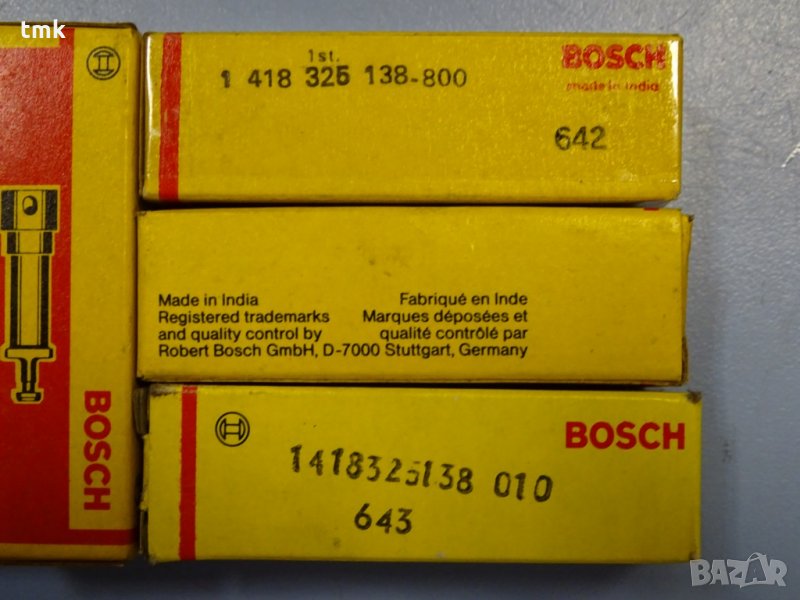 tmk
BOSCH
1st.
1 418 325 138-800
BOSCH
made in India
642
Made in India
Registered trademarks
and quality control by
Robert Bosch GmbH, D-7000 Stuttgart, Germany
Fabriqué en Inde
Marques déposées et
qualité contrôlé par
BOSCH
1418325138 010
643
BAZAR